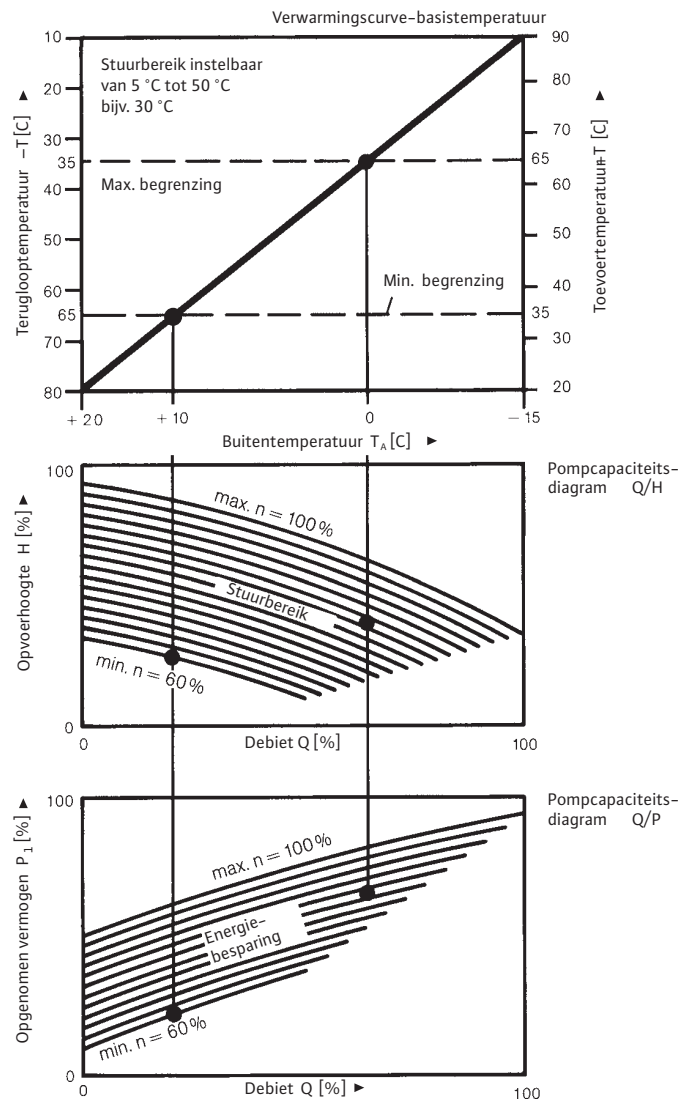 Verwarmingscurve-basistemperatuur
Stuurbereik instelbaar
van 5 °C tot 50 °C
bijv. 30 °C
Teruglooptemperatuur –T [C] ►
10
20
30
35
40
50
60
65
70
80
Max. begrenzing
Min. begrenzing
90
80
70
65
60
50
40
35
30
20
Toevoertemperatuur+T [C] ►
+20
+10
0
–15
Buitentemperatuur T_A [C] ►
Pompcapaciteits-
diagram Q/H
Opvoerhoogte H [%] ►
100
0
max. n = 100%
Stuurbereik
min. n = 60%
0
Debiet Q [%]
100
Pompcapaciteits-
diagram Q/P
Opgenomen vermogen P1 [%] ►
100
0
max. n = 100%
Energie-
besparing
min. n = 60%
0
Debiet Q [%] ►
100